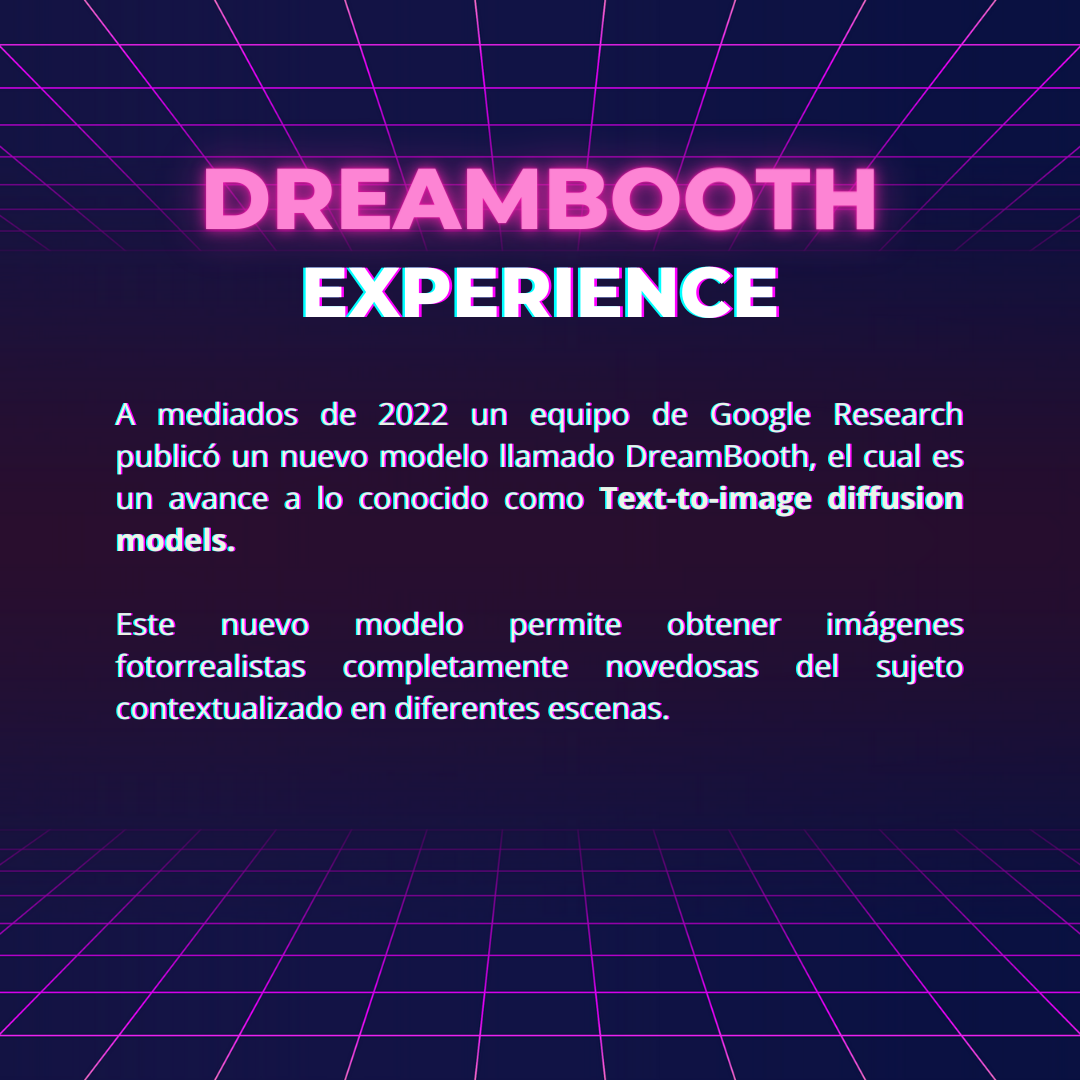 DREAMBOOTH
EXPERIENCE
A mediados de 2022 un equipo de Google Research
publicó un nuevo modelo llamado DreamBooth, el cual es
un avance a lo conocido como Text-to-image diffusion
models.
Este nuevo modelo permite obtener imágenes
fotorrealistas completamente novedosas del sujeto
contextualizado en diferentes escenas.